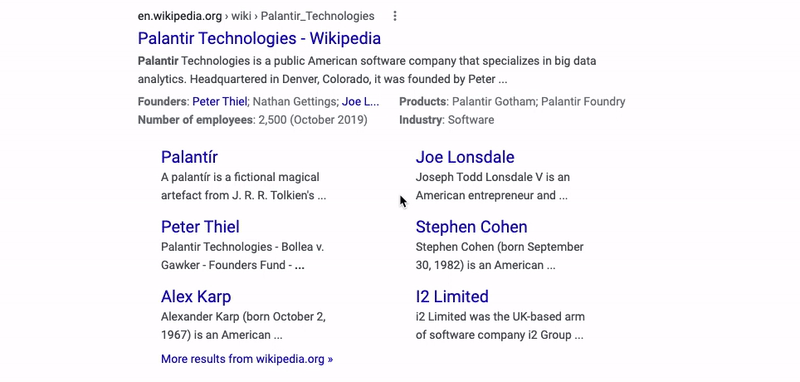 en.wikipedia.org › wiki › Palantir_Technologies
Palantir Technologies - Wikipedia
Palantir Technologies is a public American software company that specializes in big data
analytics. Headquartered in Denver, Colorado, it was founded by Peter ...
Founders: Peter Thiel; Nathan Gettings; Joe L... Products: Palantir Gotham; Palantir Foundry
Number of employees: 2,500 (October 2019) Industry: Software
Palantír
A palantír is a fictional magical
artefact from J. R. R. Tolkien's ...
Joe Lonsdale
Joseph Todd Lonsdale V is an
American entrepreneur and ...
Peter Thiel
Palantir Technologies - Bollea v.
Gawker - Founders Fund - ...
Stephen Cohen
Stephen Cohen (born September
30, 1982) is an American ...
Alex Karp
Alexander Karp (born October 2,
1967) is an American ...
I2 Limited
i2 Limited was the UK-based arm
of software company i2 Group ...
More results from wikipedia.org »